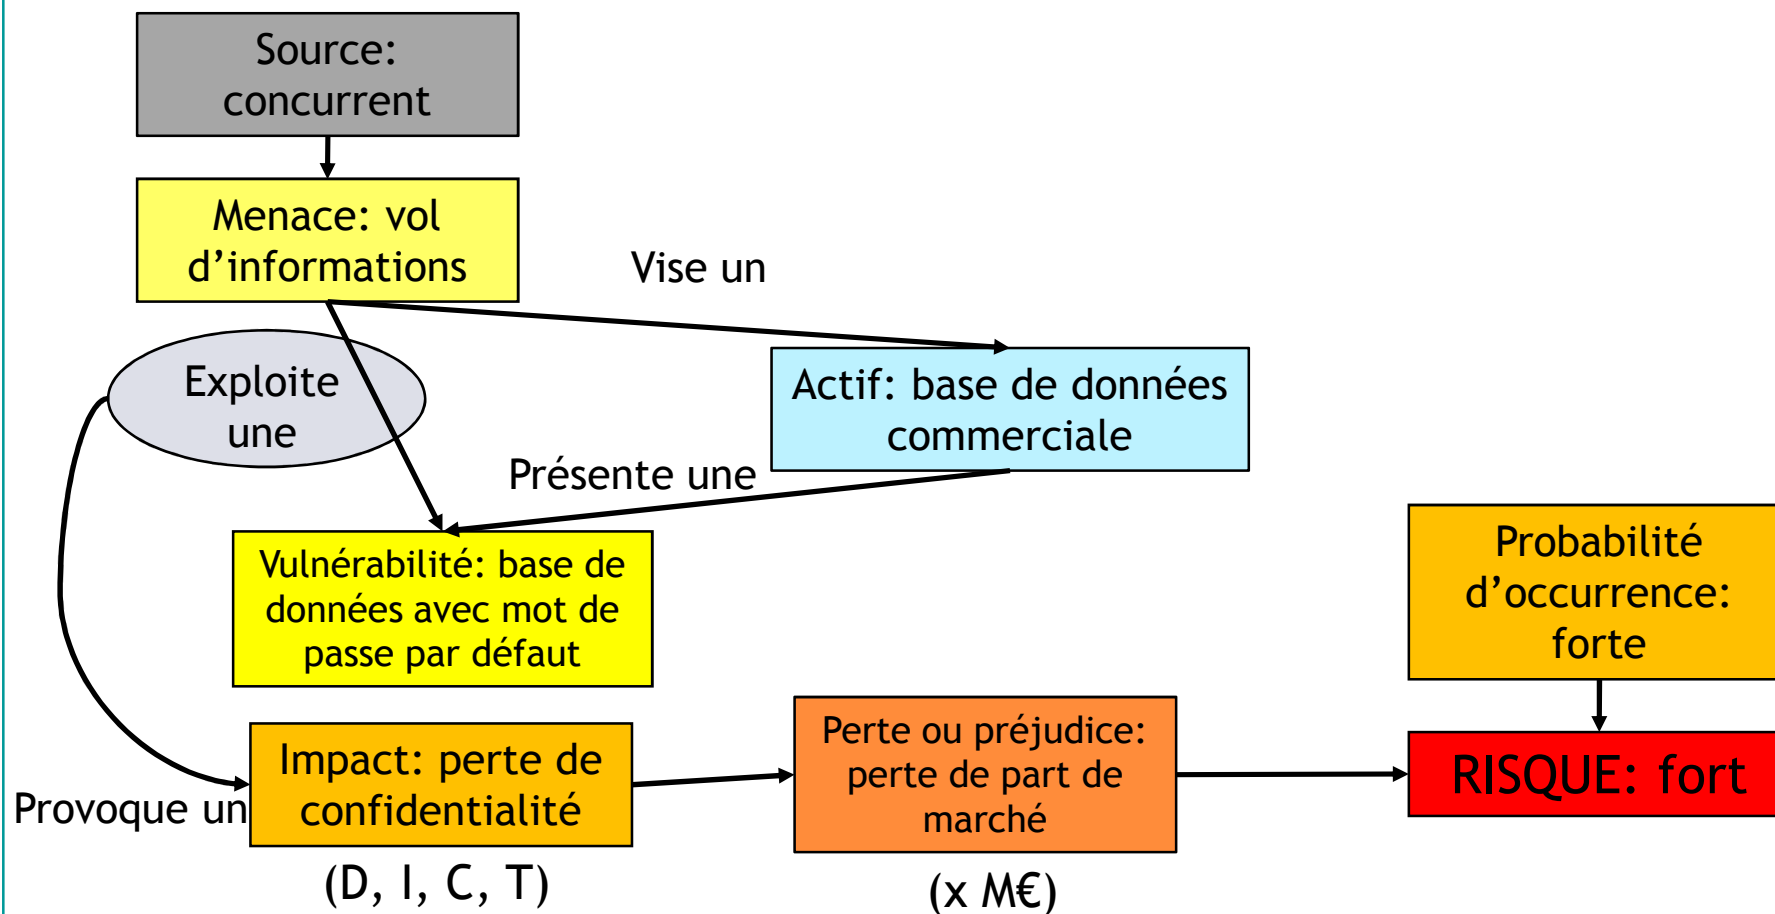 Source:
concurrent
Menace: vol
d’informations
Vise un
Exploite
une
Actif: base de données
commerciale
Présente une
Vulnérabilité: base de
données avec mot de
passe par défaut
Probabilité
d’occurrence:
forte
Provoque un
Impact: perte de
confidentialité
(D, I, C, T)
Perte ou préjudice:
perte de part de
marché
(x M€)
RISQUE: fort